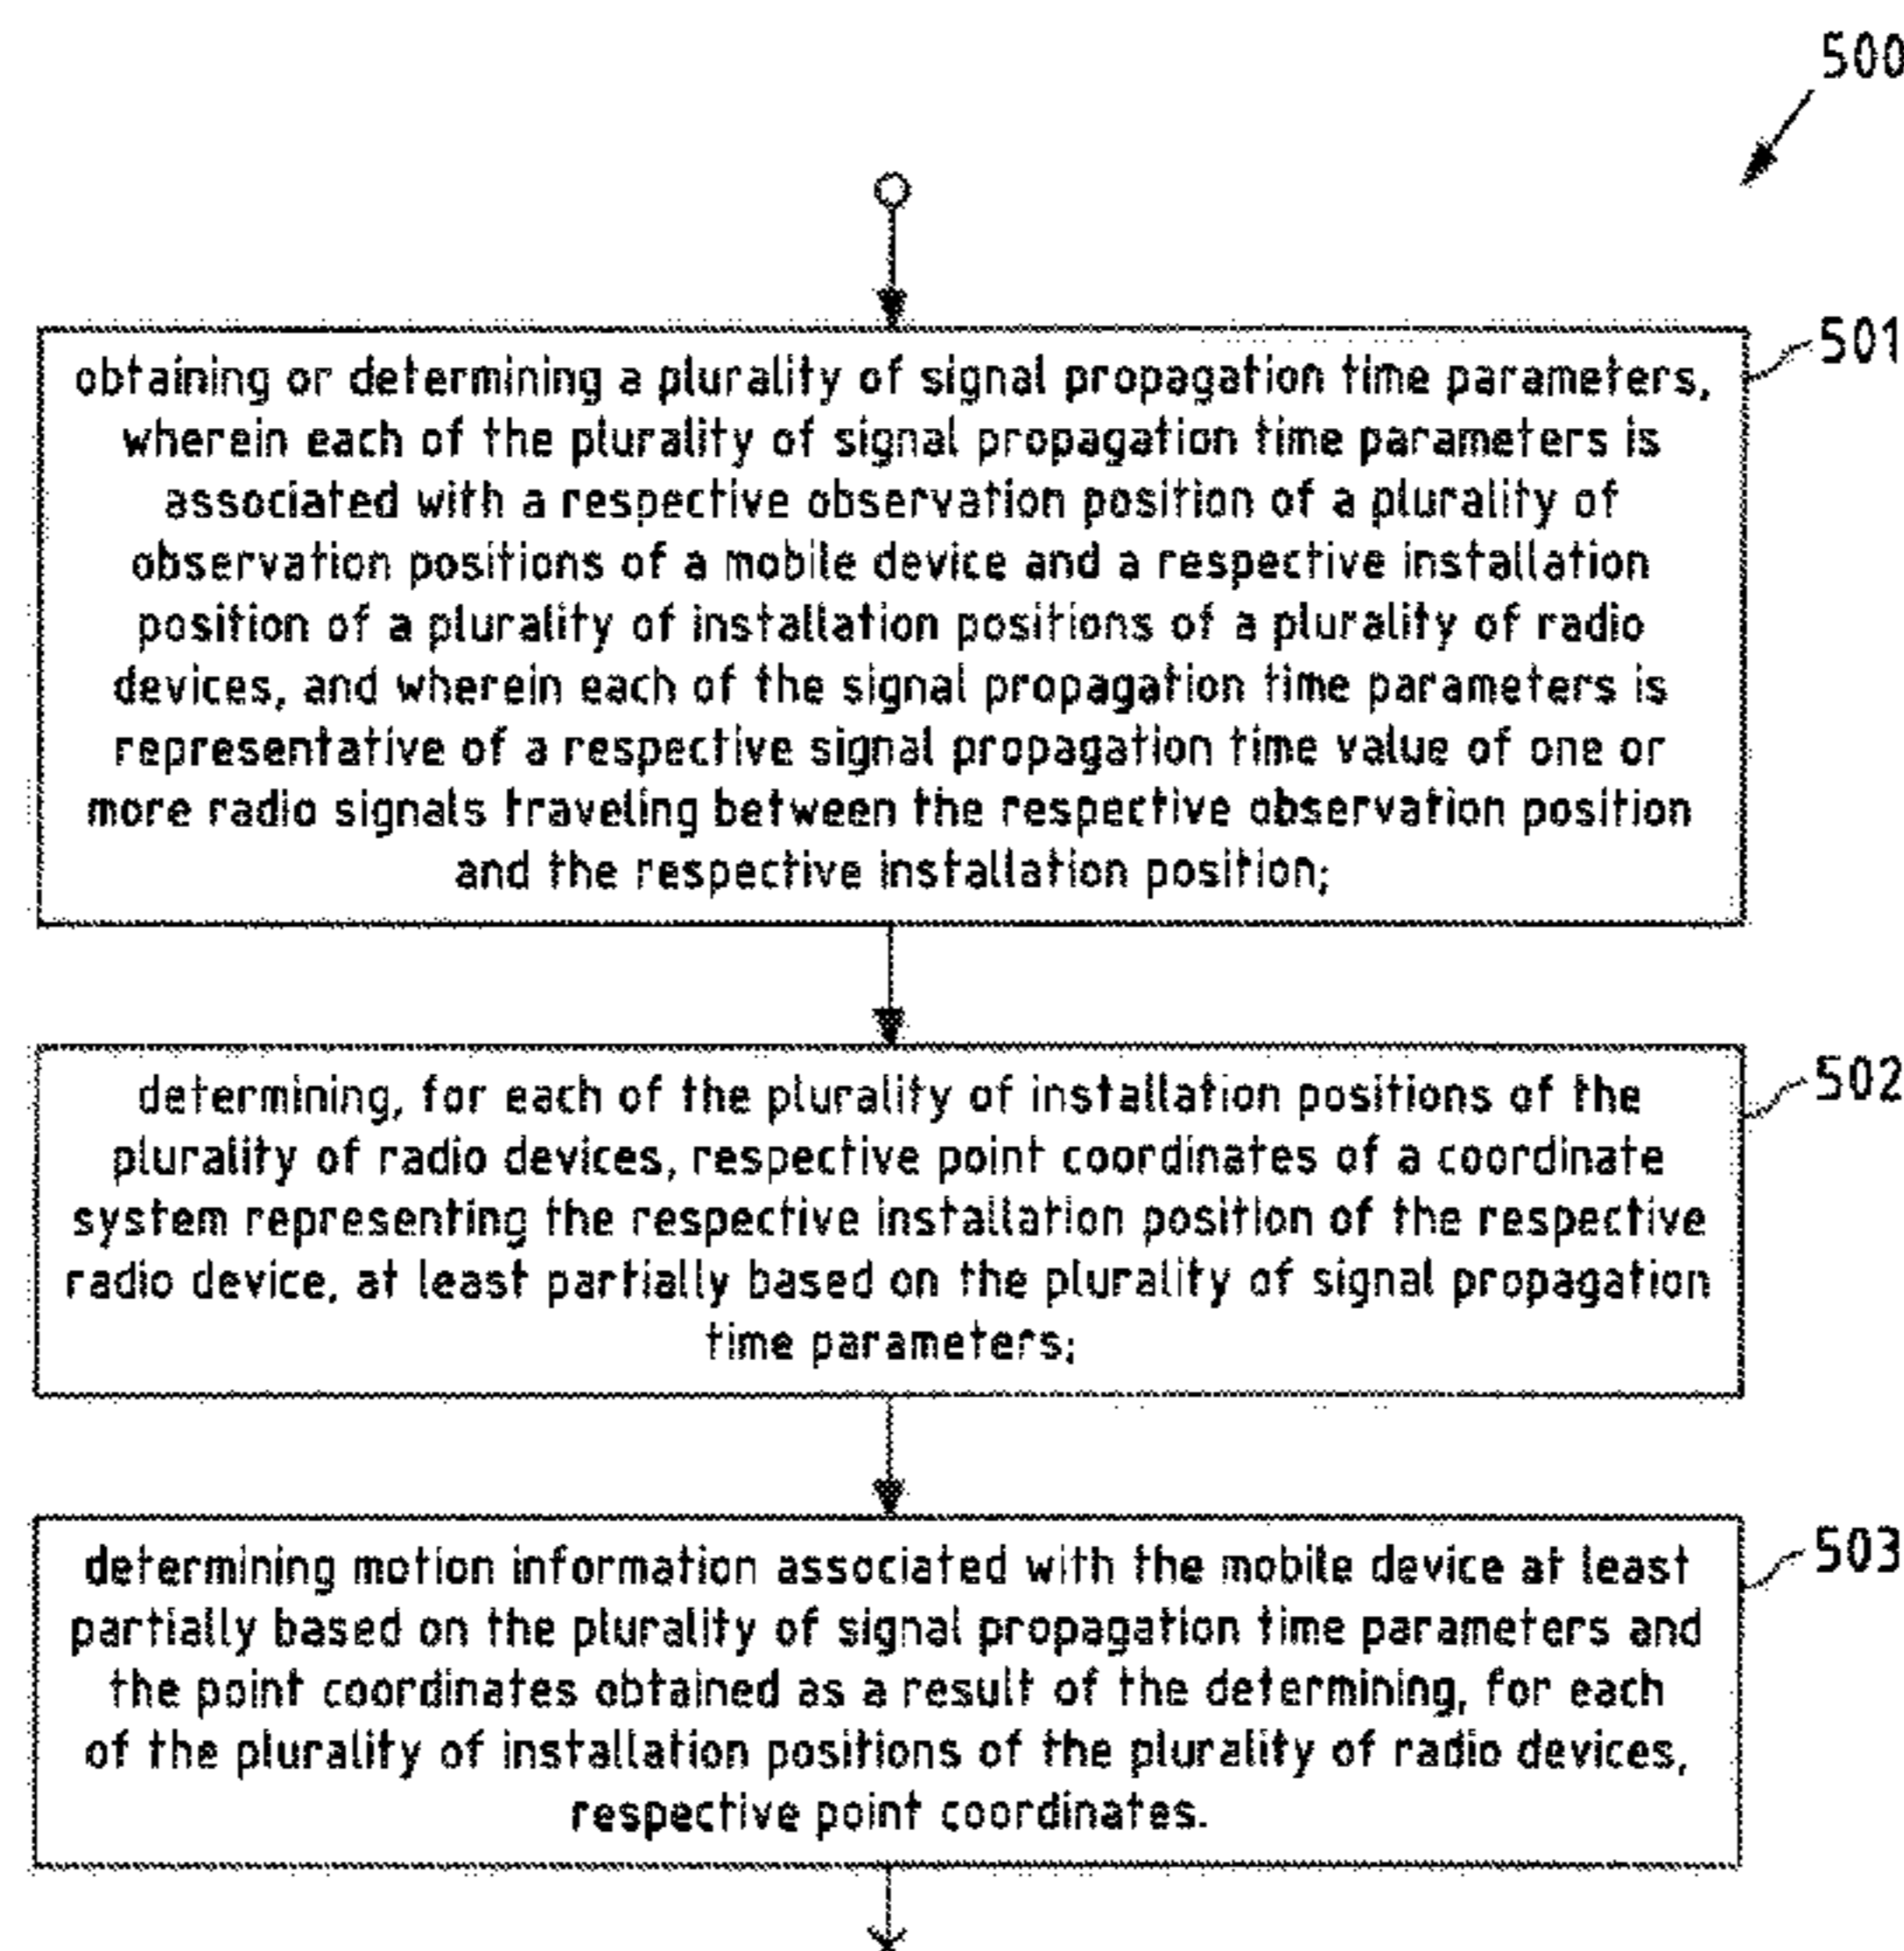 500
501
obtaining or determining a plurality of signal propagation time parameters,
wherein each of the plurality of signal propagation time parameters is
associated with a respective observation position of a plurality of
observation positions of a mobile device and a respective installation
position of a plurality of installation positions of a plurality of radio
devices, and wherein each of the signal propagation time parameters is
representative of a respective signal propagation time value of one or
more radio signals traveling between the respective observation position
and the respective installation position;
502
determining, for each of the plurality of installation positions of the
plurality of radio devices, respective point coordinates of a coordinate
system representing the respective installation position of the respective
radio device, at least partially based on the plurality of signal propagation
time parameters;
503
determining motion information associated with the mobile device at least
partially based on the plurality of signal propagation time parameters and
the point coordinates obtained as a result of the determining, for each
of the plurality of installation positions of the plurality of radio devices,
respective point coordinates.